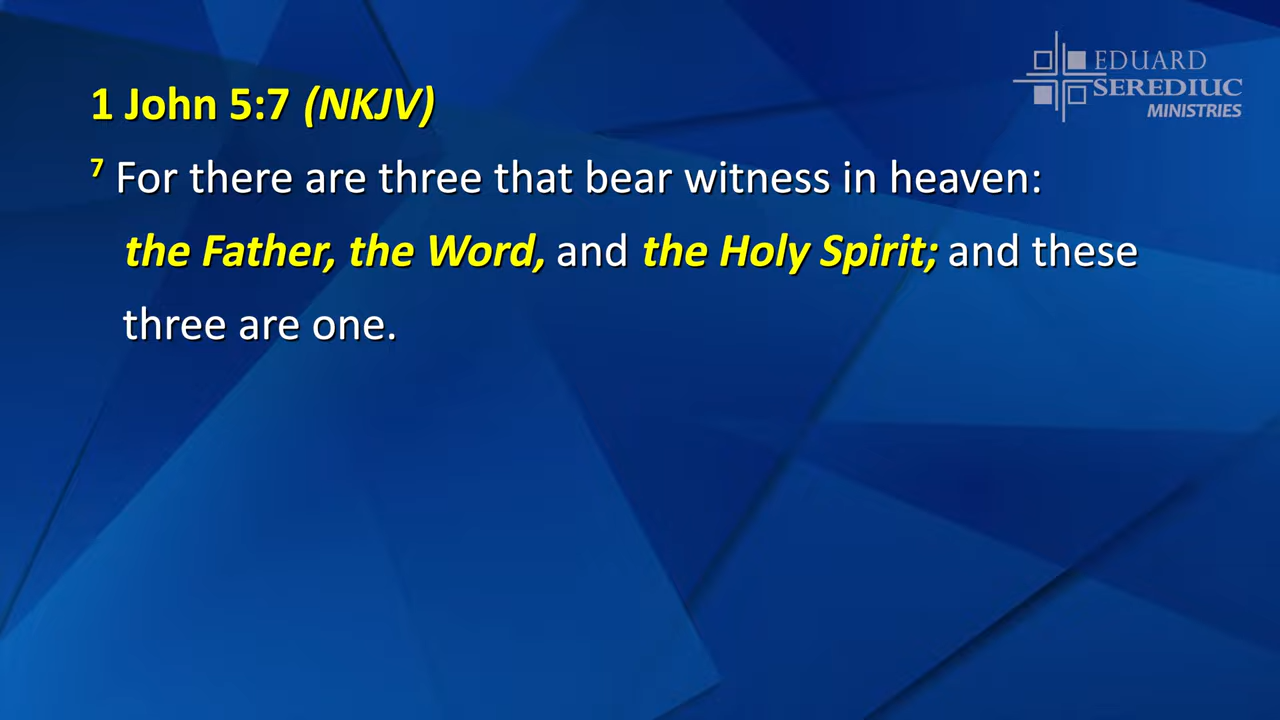 EDUARD
SEREDIUC
MINISTRIES
1 John 5:7 (NKJV)
7 For there are three that bear witness in heaven:
the Father, the Word, and the Holy Spirit; and these
three are one.